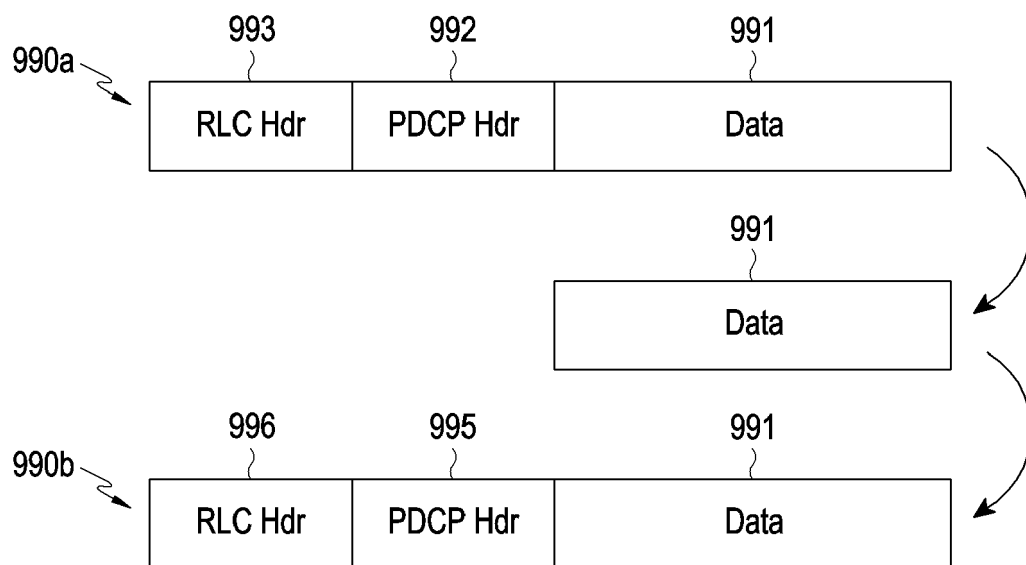 993 992 991
990a
RLC Hdr PDCP Hdr Data
991
Data
996 995 991
990b
RLC Hdr PDCP Hdr Data